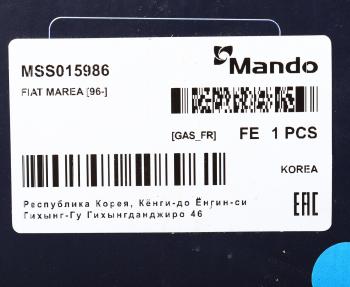 Mando
MSS015986
FIAT MAREA [96-]
[GAS_FR] FE 1 PCS
KOREA
EAC
Республика Корея, Кёнги-до Ёнгин-си
Гихынг-Гу Гихынгданджиро 46